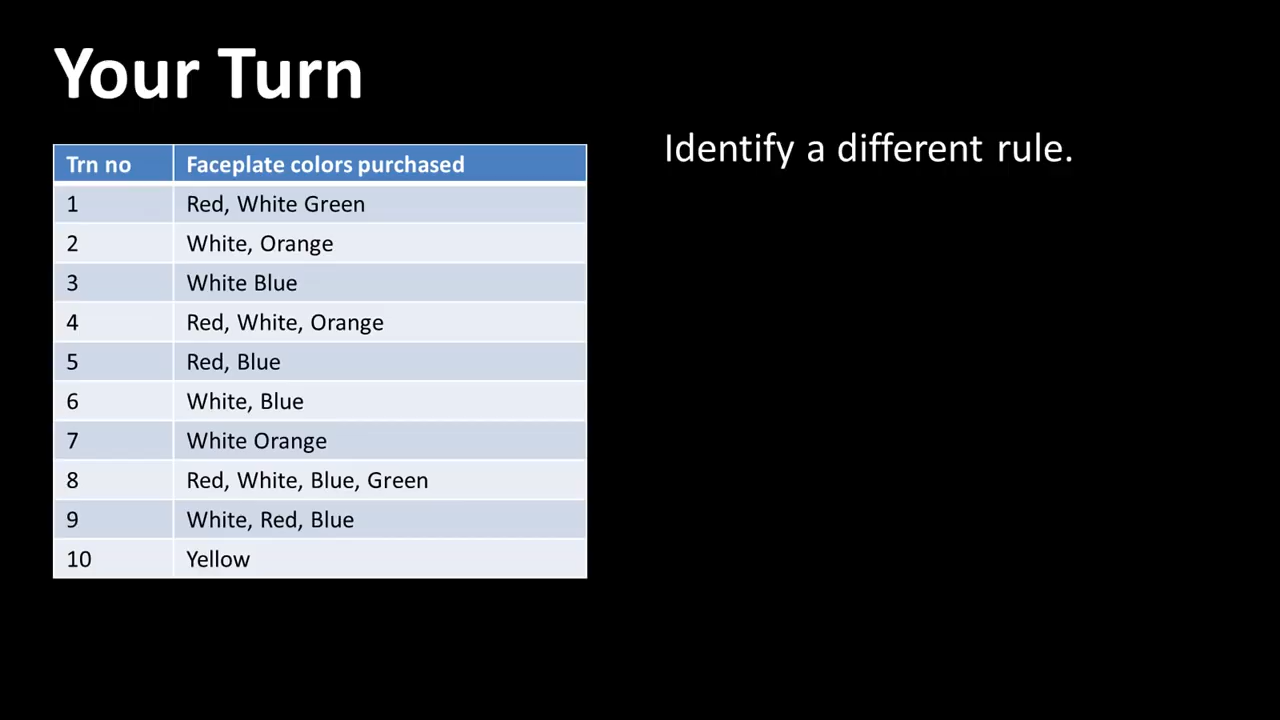 Your Turn
Identify a different rule.
Trn no Faceplate colors purchased
1 Red, White Green
2 White, Orange
3 White Blue
4 Red, White, Orange
5 Red, Blue
6 White, Blue
7 White Orange
8 Red, White, Blue, Green
9 White, Red, Blue
10 Yellow